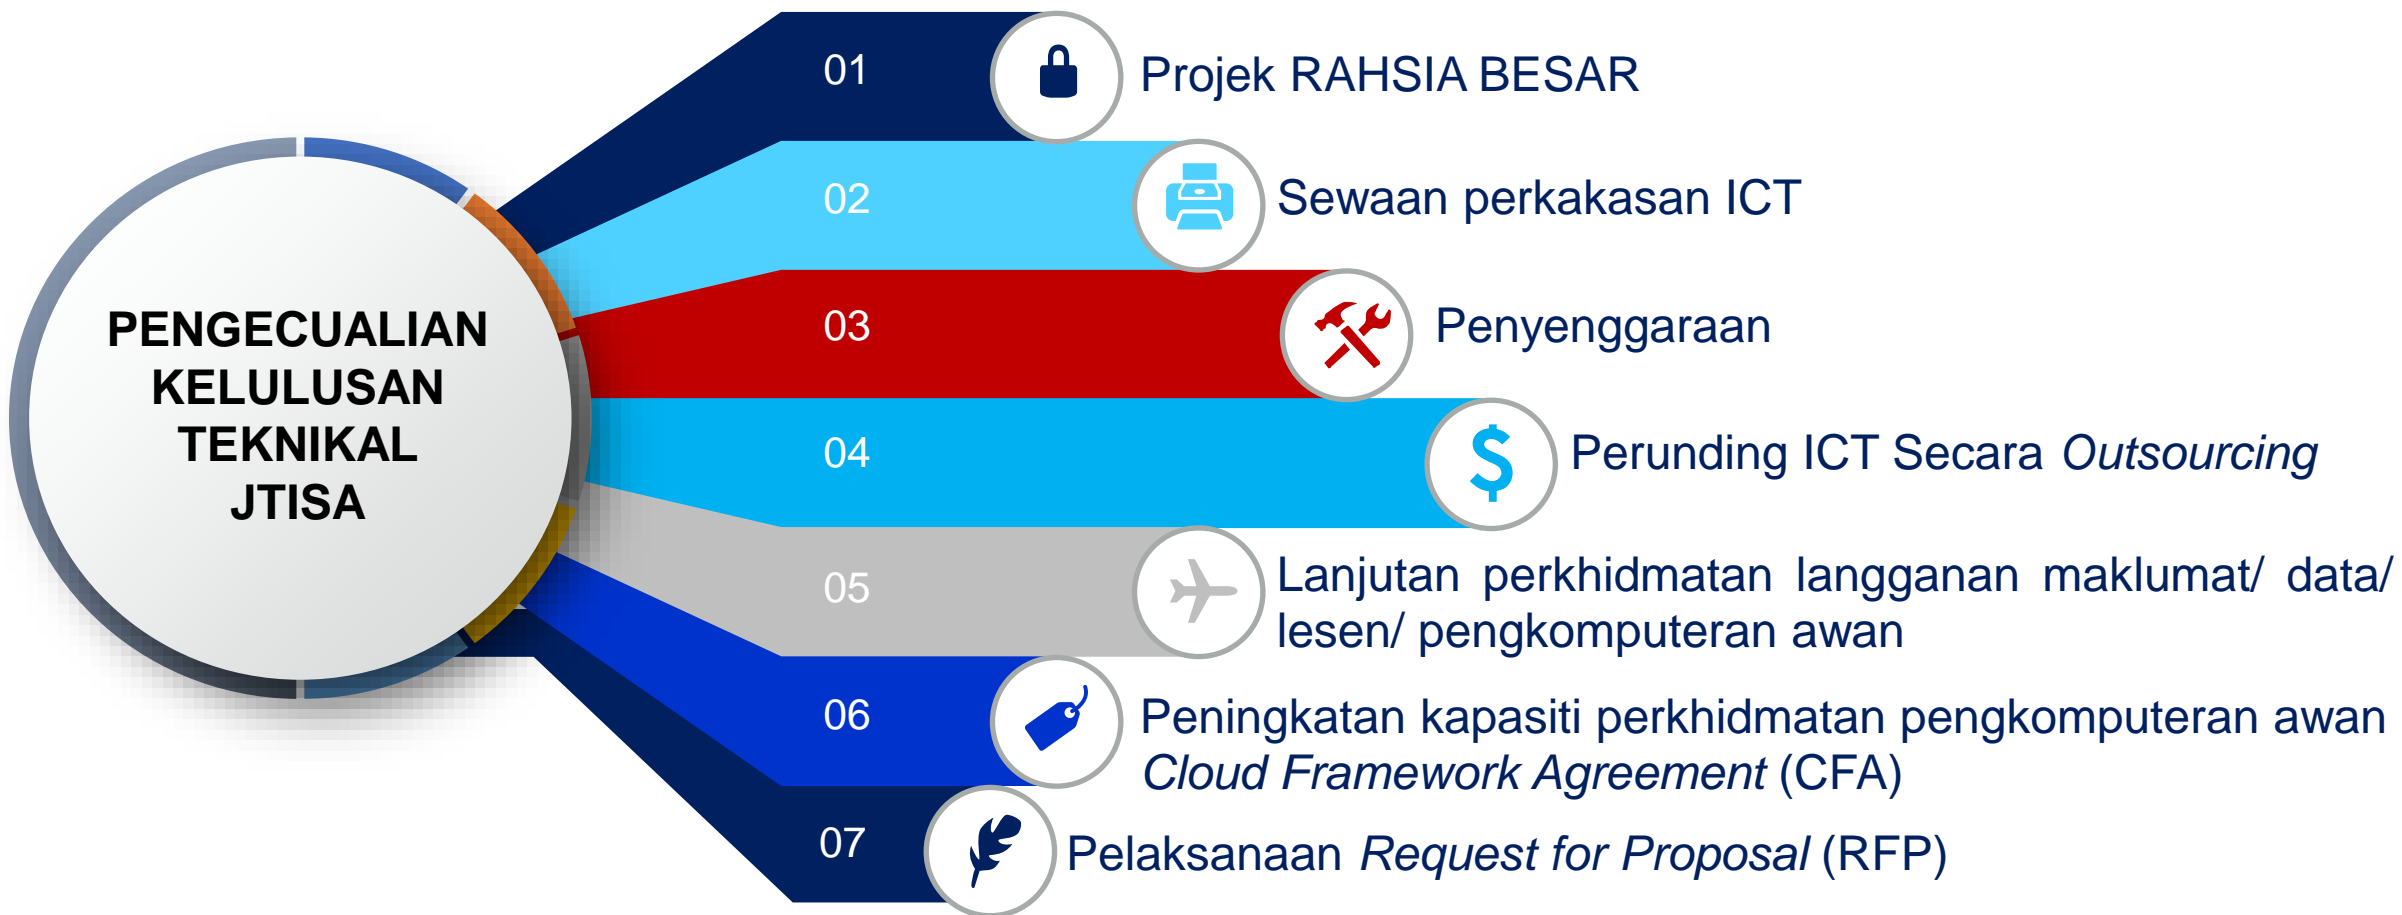 PENGECUALIAN
KELULUSAN
TEKNIKAL
JTISA
01
Projek RAHSIA BESAR
02
Sewaan perkakasan ICT
03
Penyenggaraan
04
Perunding ICT Secara Outsourcing
05
Lanjutan perkhidmatan langganan maklumat/ data/
lesen/ pengkomputeran awan
06
Peningkatan kapasiti perkhidmatan pengkomputeran awan
Cloud Framework Agreement (CFA)
07
Pelaksanaan Request for Proposal (RFP)